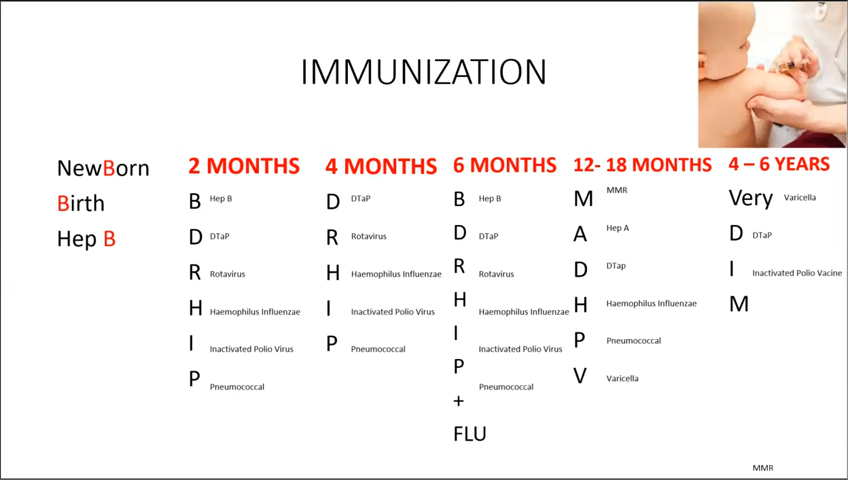 IMMUNIZATION
NewBorn
Birth
Hep B
2 MONTHS
B Hep B
D DTaP
R Rotavirus
H Haemophilus Influenzae
I Inactivated Polio Virus
P Pneumococcal
4 MONTHS
D DTaP
R Rotavirus
H Haemophilus Influenzae
I Inactivated Polio Virus
P Pneumococcal
6 MONTHS
B Hep B
D DTaP
R Rotavirus
H Haemophilus Influenzae
I Inactivated Polio Virus
P Pneumococcal
+
FLU
12- 18 MONTHS
M MMR
A Hep A
D DTap
H Haemophilus Influenzae
P Pneumococcal
V Varicella
4 – 6 YEARS
Very Varicella
D DTaP
I Inactivated Polio Vacine
M
MMR